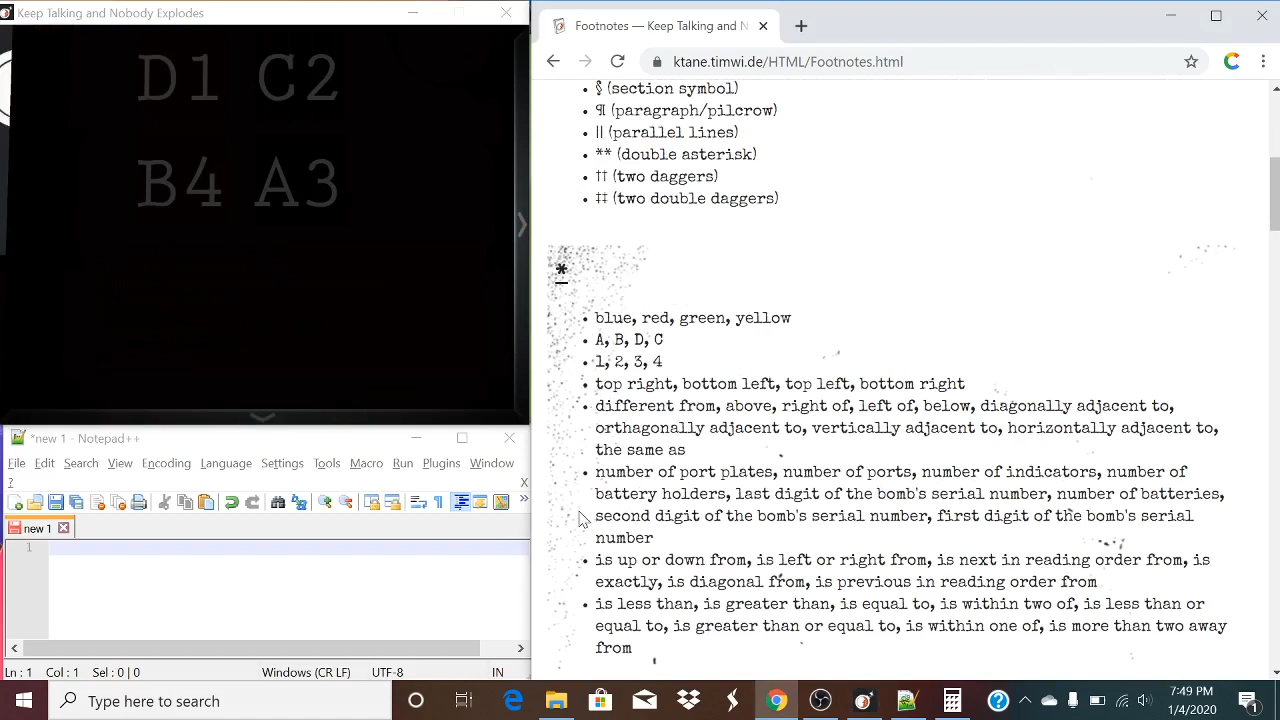 Keep Talking and Nobody Explodes
D1 C2
B4 A3
*new 1 - Notepad++
File Edit Search View Encoding
Language Settings Tools Macro Run Plugins Window
?
X
new 1
1
Ln : 1 Col : 1 Sel : 0 | 0 Windows (CR LF) UTF-8 IN
Footnotes — Keep Talking and N
ktane.timwi.de/HTML/Footnotes.html
§ (section symbol)
¶ (paragraph/pilcrow)
|| (parallel lines)
** (double asterisk)
†† (two daggers)
‡‡ (two double daggers)
*
blue, red, green, yellow
A, B, D, C
1, 2, 3, 4
top right, bottom left, top left, bottom right
different from, above, right of, left of, below, diagonally adjacent to,
orthagonally adjacent to, vertically adjacent to, horizontally adjacent to,
the same as
number of port plates, number of ports, number of indicators, number of
battery holders, last digit of the bomb's serial number, number of batteries,
second digit of the bomb's serial number, first digit of the bomb's serial
number
is up or down from, is left or right from, is next in reading order from, is
exactly, is diagonal from, is previous in reading order from
is less than, is greater than, is equal to, is within two of, is less than or
equal to, is greater than or equal to, is within one of, is more than two away
from
Type here to search
7:49 PM
1/4/2020
1